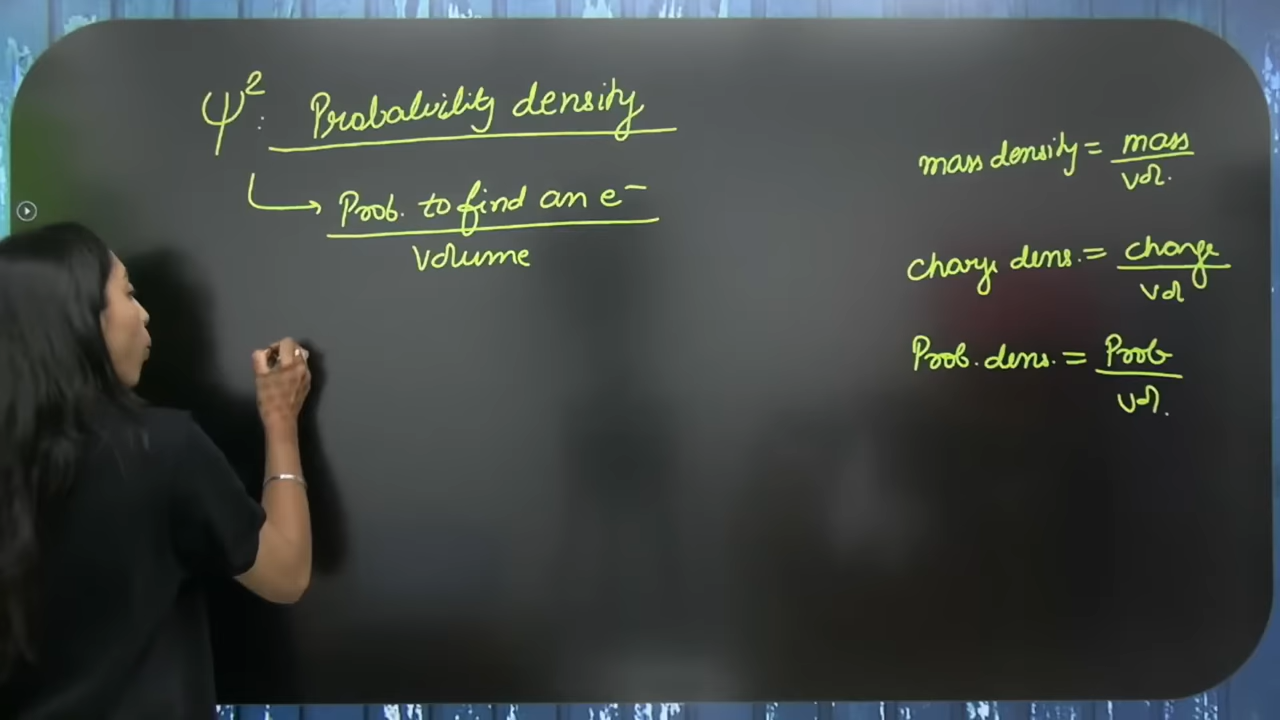 ψ²: Probability density
Prob. to find an e⁻
Volume
mass density = mass
vol.
charge dens. = charge
vol
Prob. dens. = Prob
vol.